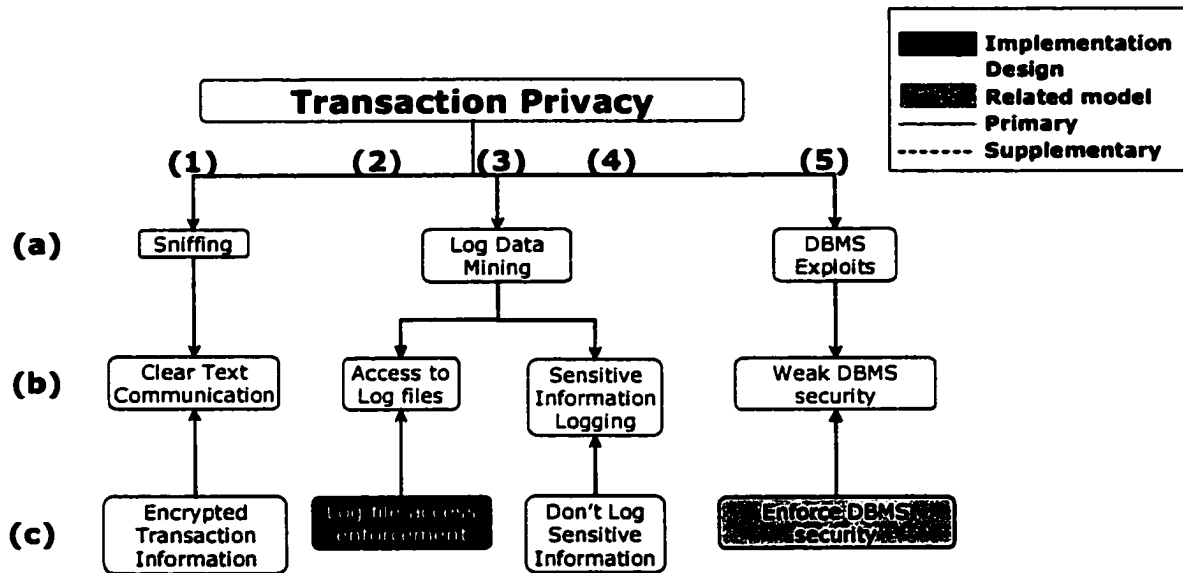 Implementation
Design
Related model
Primary
Supplementary
Transaction Privacy
(1)
(2)
(3)
(4)
(5)
(a)
Sniffing
Log Data
Mining
DBMS
Exploits
(b)
Clear Text
Communication
Access to
Log files
Sensitive
Information
Logging
Weak DBMS
security
(c)
Encrypted
Transaction
Information
Log file access
enforcement
Don't Log
Sensitive
Information
Enforce DBMS
security